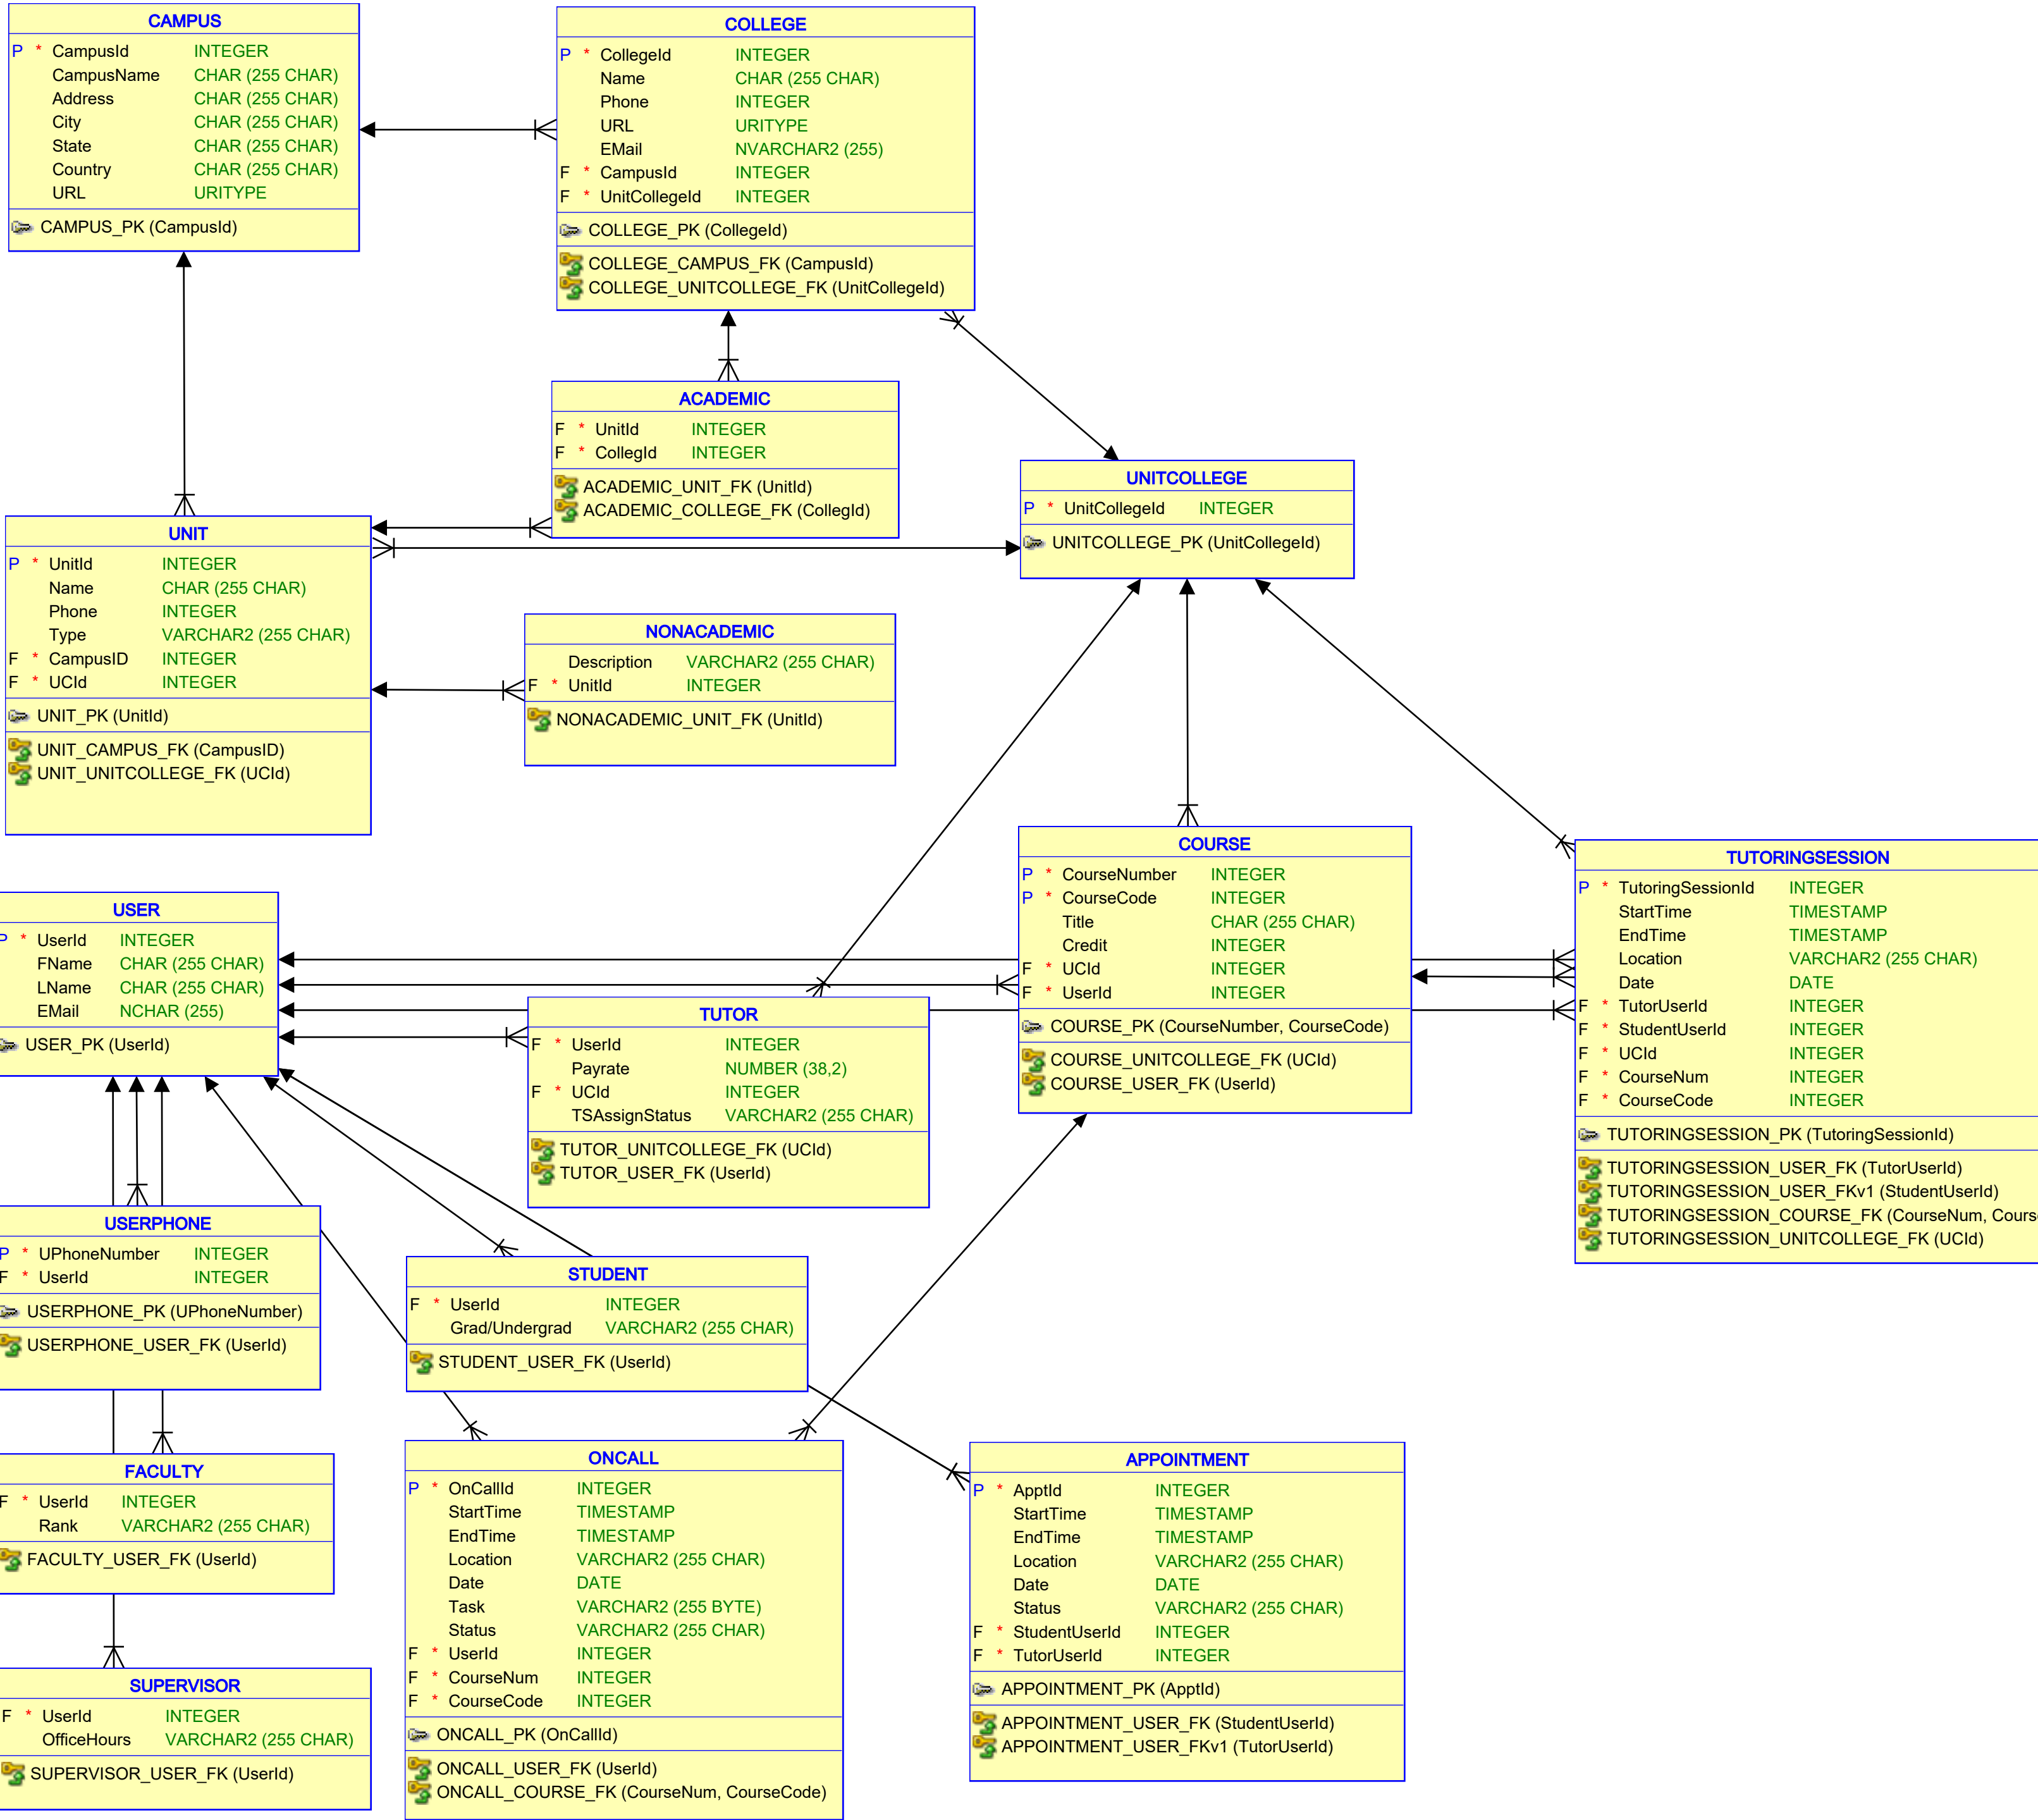 CAMPUS
P * CampusId INTEGER
CampusName CHAR (255 CHAR)
Address CHAR (255 CHAR)
City CHAR (255 CHAR)
State CHAR (255 CHAR)
Country CHAR (255 CHAR)
URL URITYPE
CAMPUS_PK (CampusId)
COLLEGE
P * CollegeId INTEGER
Name CHAR (255 CHAR)
Phone INTEGER
URL URITYPE
EMail NVARCHAR2 (255)
F * CampusId INTEGER
F * UnitCollegeId INTEGER
COLLEGE_PK (CollegeId)
COLLEGE_CAMPUS_FK (CampusId)
COLLEGE_UNITCOLLEGE_FK (UnitCollegeId)
ACADEMIC
F * UnitId INTEGER
F * CollegId INTEGER
ACADEMIC_UNIT_FK (UnitId)
ACADEMIC_COLLEGE_FK (CollegId)
UNITCOLLEGE
P * UnitCollegeId INTEGER
UNITCOLLEGE_PK (UnitCollegeId)
UNIT
P * UnitId INTEGER
Name CHAR (255 CHAR)
Phone INTEGER
Type VARCHAR2 (255 CHAR)
F * CampusID INTEGER
F * UCId INTEGER
UNIT_PK (UnitId)
UNIT_CAMPUS_FK (CampusID)
UNIT_UNITCOLLEGE_FK (UCId)
NONACADEMIC
Description VARCHAR2 (255 CHAR)
F * UnitId INTEGER
NONACADEMIC_UNIT_FK (UnitId)
COURSE
P * CourseNumber INTEGER
P * CourseCode INTEGER
Title CHAR (255 CHAR)
Credit INTEGER
F * UCId INTEGER
F * UserId INTEGER
COURSE_PK (CourseNumber, CourseCode)
COURSE_UNITCOLLEGE_FK (UCId)
COURSE_USER_FK (UserId)
TUTORINGSESSION
P * TutoringSessionId INTEGER
StartTime TIMESTAMP
EndTime TIMESTAMP
Location VARCHAR2 (255 CHAR)
Date DATE
F * TutorUserId INTEGER
F * StudentUserId INTEGER
F * UCId INTEGER
F * CourseNum INTEGER
F * CourseCode INTEGER
TUTORINGSESSION_PK (TutoringSessionId)
TUTORINGSESSION_USER_FK (TutorUserId)
TUTORINGSESSION_USER_FKv1 (StudentUserId)
TUTORINGSESSION_COURSE_FK (CourseNum,
TUTORINGSESSION_UNITCOLLEGE_FK (UCId)
USER
P * UserId INTEGER
FName CHAR (255 CHAR)
LName CHAR (255 CHAR)
EMail NCHAR (255)
USER_PK (UserId)
TUTOR
F * UserId INTEGER
Payrate NUMBER (38,2)
F * UCId INTEGER
TSAssignStatus VARCHAR2 (255 CHAR)
TUTOR_UNITCOLLEGE_FK (UCId)
TUTOR_USER_FK (UserId)
USERPHONE
P * UPhoneNumber INTEGER
F * UserId INTEGER
USERPHONE_PK (UPhoneNumber)
USERPHONE_USER_FK (UserId)
STUDENT
F * UserId INTEGER
Grad/Undergrad VARCHAR2 (255 CHAR)
STUDENT_USER_FK (UserId)
FACULTY
F * UserId INTEGER
Rank VARCHAR2 (255 CHAR)
FACULTY_USER_FK (UserId)
ONCALL
P * OnCallId INTEGER
StartTime TIMESTAMP
EndTime TIMESTAMP
Location VARCHAR2 (255 CHAR)
Date DATE
Task VARCHAR2 (255 BYTE)
Status VARCHAR2 (255 CHAR)
F * UserId INTEGER
F * CourseNum INTEGER
F * CourseCode INTEGER
ONCALL_PK (OnCallId)
ONCALL_USER_FK (UserId)
ONCALL_COURSE_FK (CourseNum, CourseCode)
APPOINTMENT
P * ApptId INTEGER
StartTime TIMESTAMP
EndTime TIMESTAMP
Location VARCHAR2 (255 CHAR)
Date DATE
Status VARCHAR2 (255 CHAR)
F * StudentUserId INTEGER
F * TutorUserId INTEGER
APPOINTMENT_PK (ApptId)
APPOINTMENT_USER_FK (StudentUserId)
APPOINTMENT_USER_FKv1 (TutorUserId)
SUPERVISOR
F * UserId INTEGER
OfficeHours VARCHAR2 (255 CHAR)
SUPERVISOR_USER_FK (UserId)